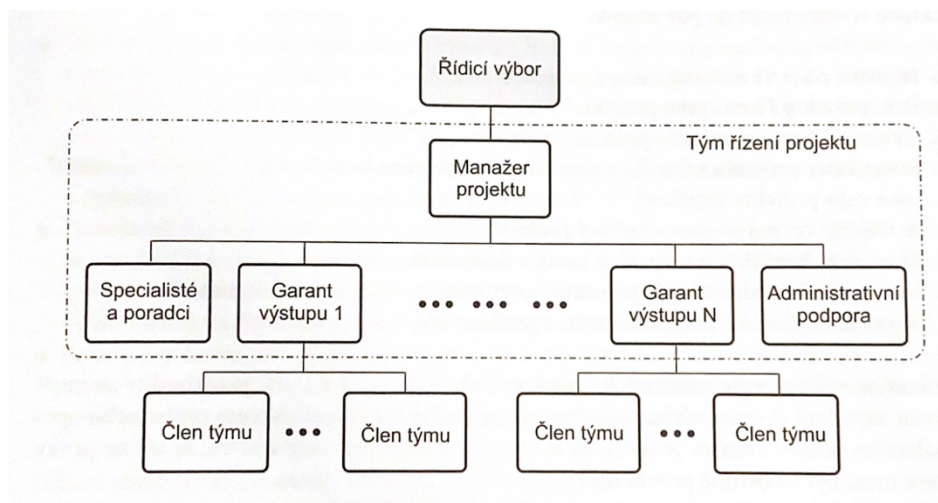 Řídicí výbor
Tým řízení projektu
Manažer
projektu
Specialisté
a poradci
Garant
výstupu 1
Garant
výstupu N
Administrativní
podpora
Člen týmu
Člen týmu
Člen týmu
Člen týmu